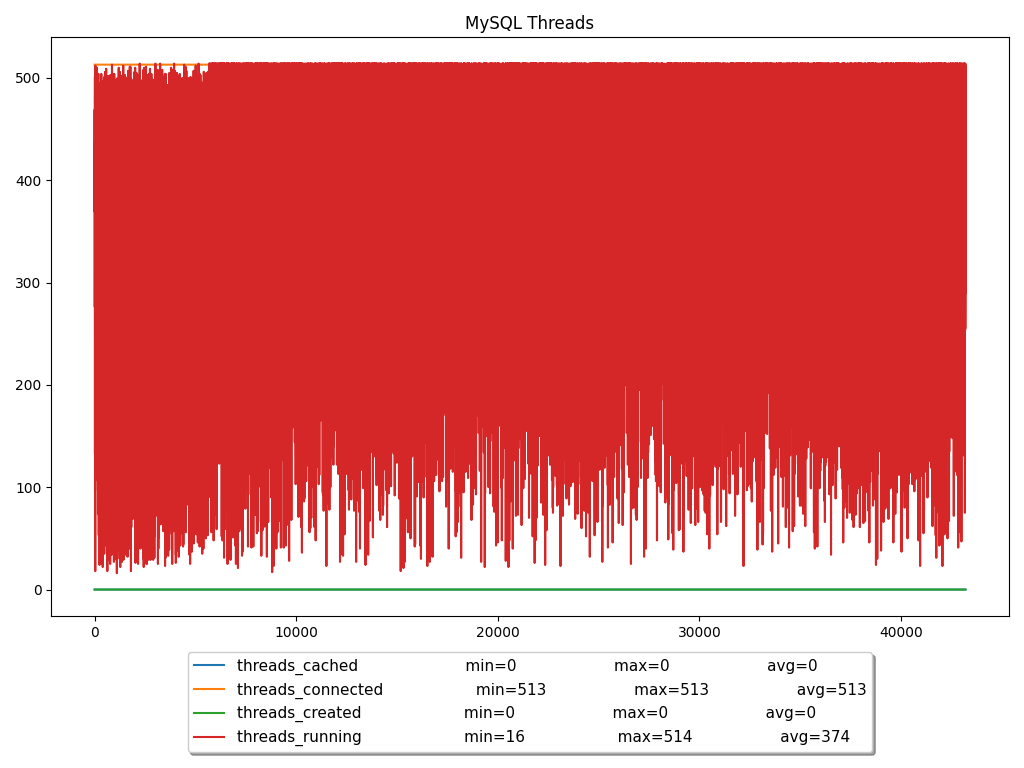 MySQL Threads
500
400
300
200
100
0
0 10000 20000 30000 40000
threads_cached min=0 max=0 avg=0
threads_connected min=513 max=513 avg=513
threads_created min=0 max=0 avg=0
threads_running min=16 max=514 avg=374